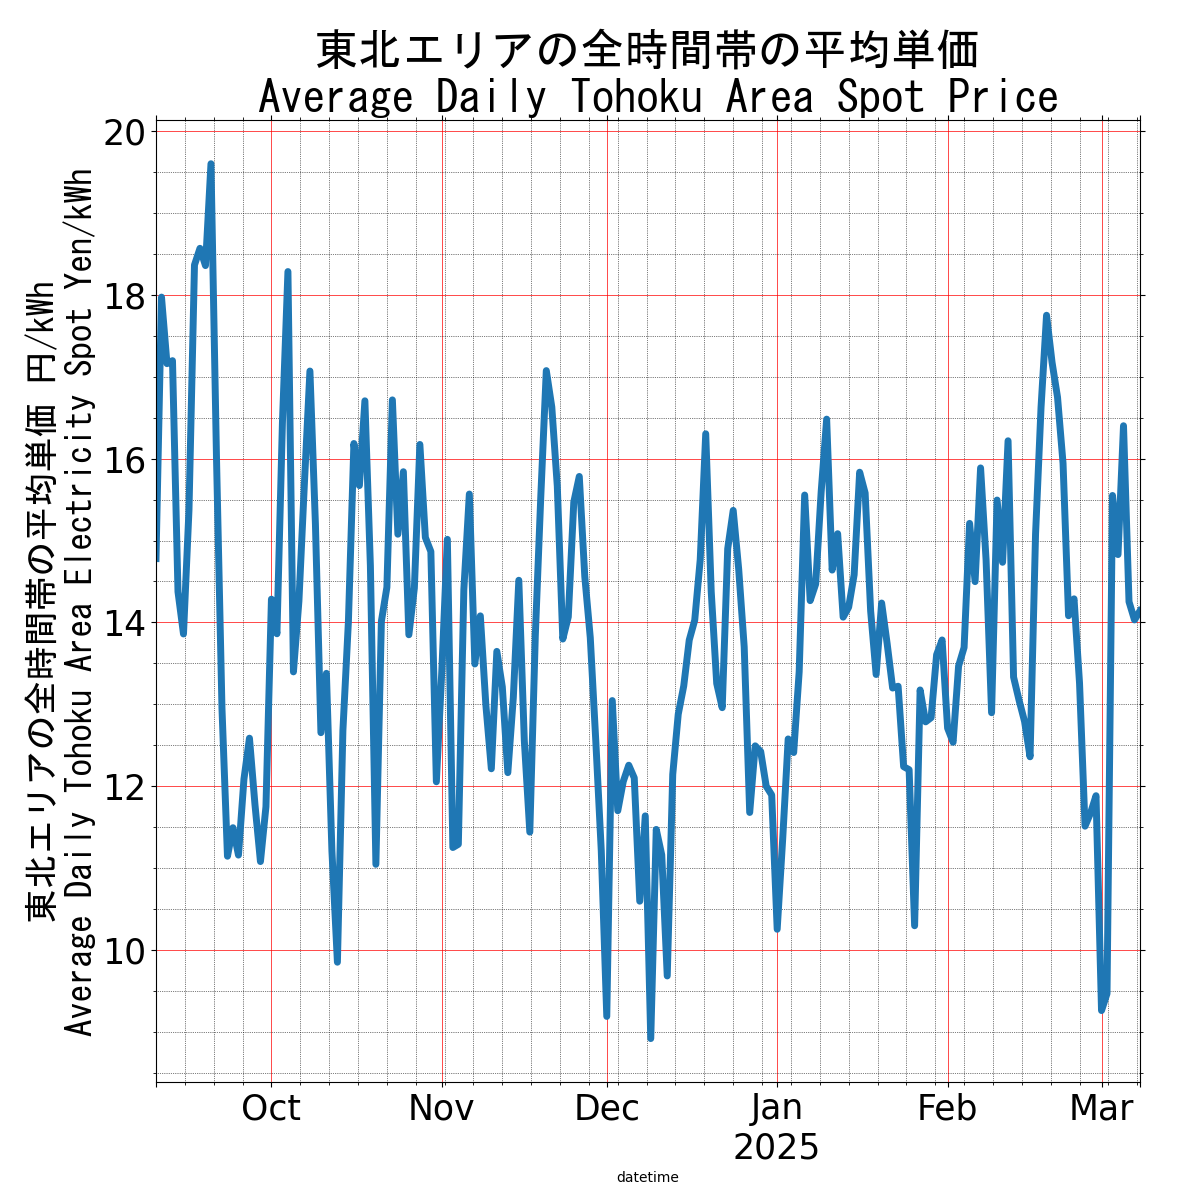 東北エリアの全時間帯の平均単価
Average Daily Tohoku Area Spot Price
東北エリアの全時間帯の平均単価 円/kWh
Average Daily Tohoku Area Electricity Spot Yen/kWh
20
18
16
14
12
10
Oct
Nov
Dec
Jan
Feb
Mar
2025
datetime